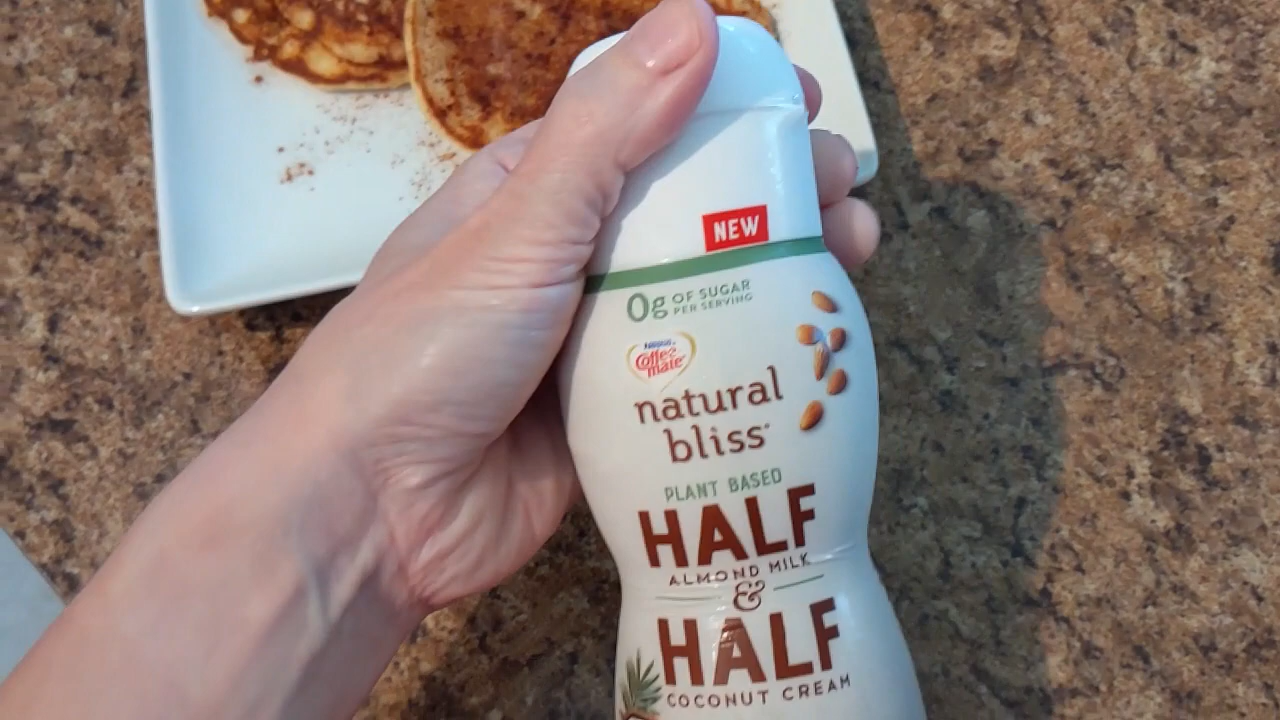 NEW
0g OF SUGAR
PER SERVING
Nestlé
Coffee
mate
natural
bliss
PLANT BASED
HALF
ALMOND MILK
&
HALF
COCONUT CREAM